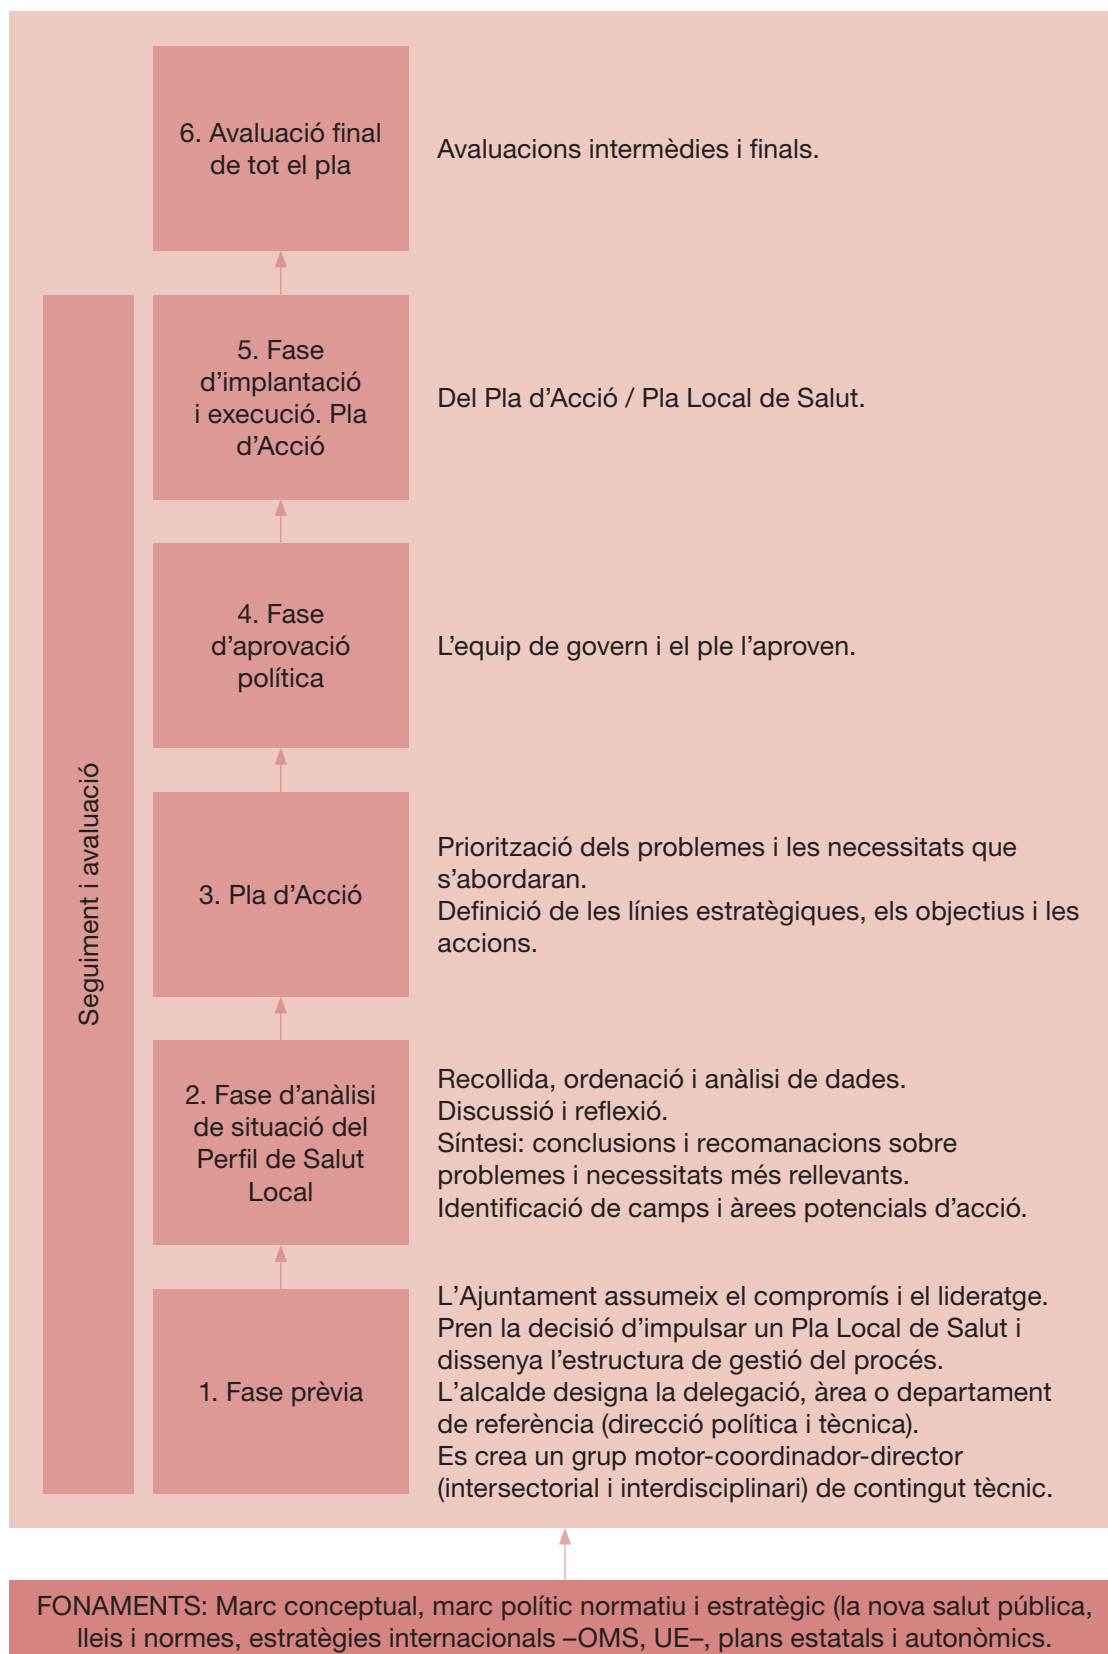 6. Avaluació final
de tot el pla
Avaluacions intermèdies i finals.
5. Fase
d’implantació
i execució. Pla
d’Acció
Del Pla d’Acció / Pla Local de Salut.
4. Fase
d’aprovació
política
L’equip de govern i el ple l’aproven.
Seguiment i avaluació
3. Pla d’Acció
Priorització dels problemes i les necessitats que
s’abordaran.
Definició de les línies estratègiques, els objectius i les
accions.
2. Fase d’anàlisi
de situació del
Perfil de Salut
Local
Recollida, ordenació i anàlisi de dades.
Discussió i reflexió.
Síntesi: conclusions i recomanacions sobre
problemes i necessitats més rellevants.
Identificació de camps i àrees potencials d’acció.
1. Fase prèvia
L’Ajuntament assumeix el compromís i el lideratge.
Pren la decisió d’impulsar un Pla Local de Salut i
dissenya l’estructura de gestió del procés.
L’alcalde designa la delegació, àrea o departament
de referència (direcció política i tècnica).
Es crea un grup motor-coordinador-director
(intersectorial i interdisciplinari) de contingut tècnic.
FONAMENTS: Marc conceptual, marc polític normatiu i estratègic (la nova salut pública,
lleis i normes, estratègies internacionals –OMS, UE–, plans estatals i autonòmics.